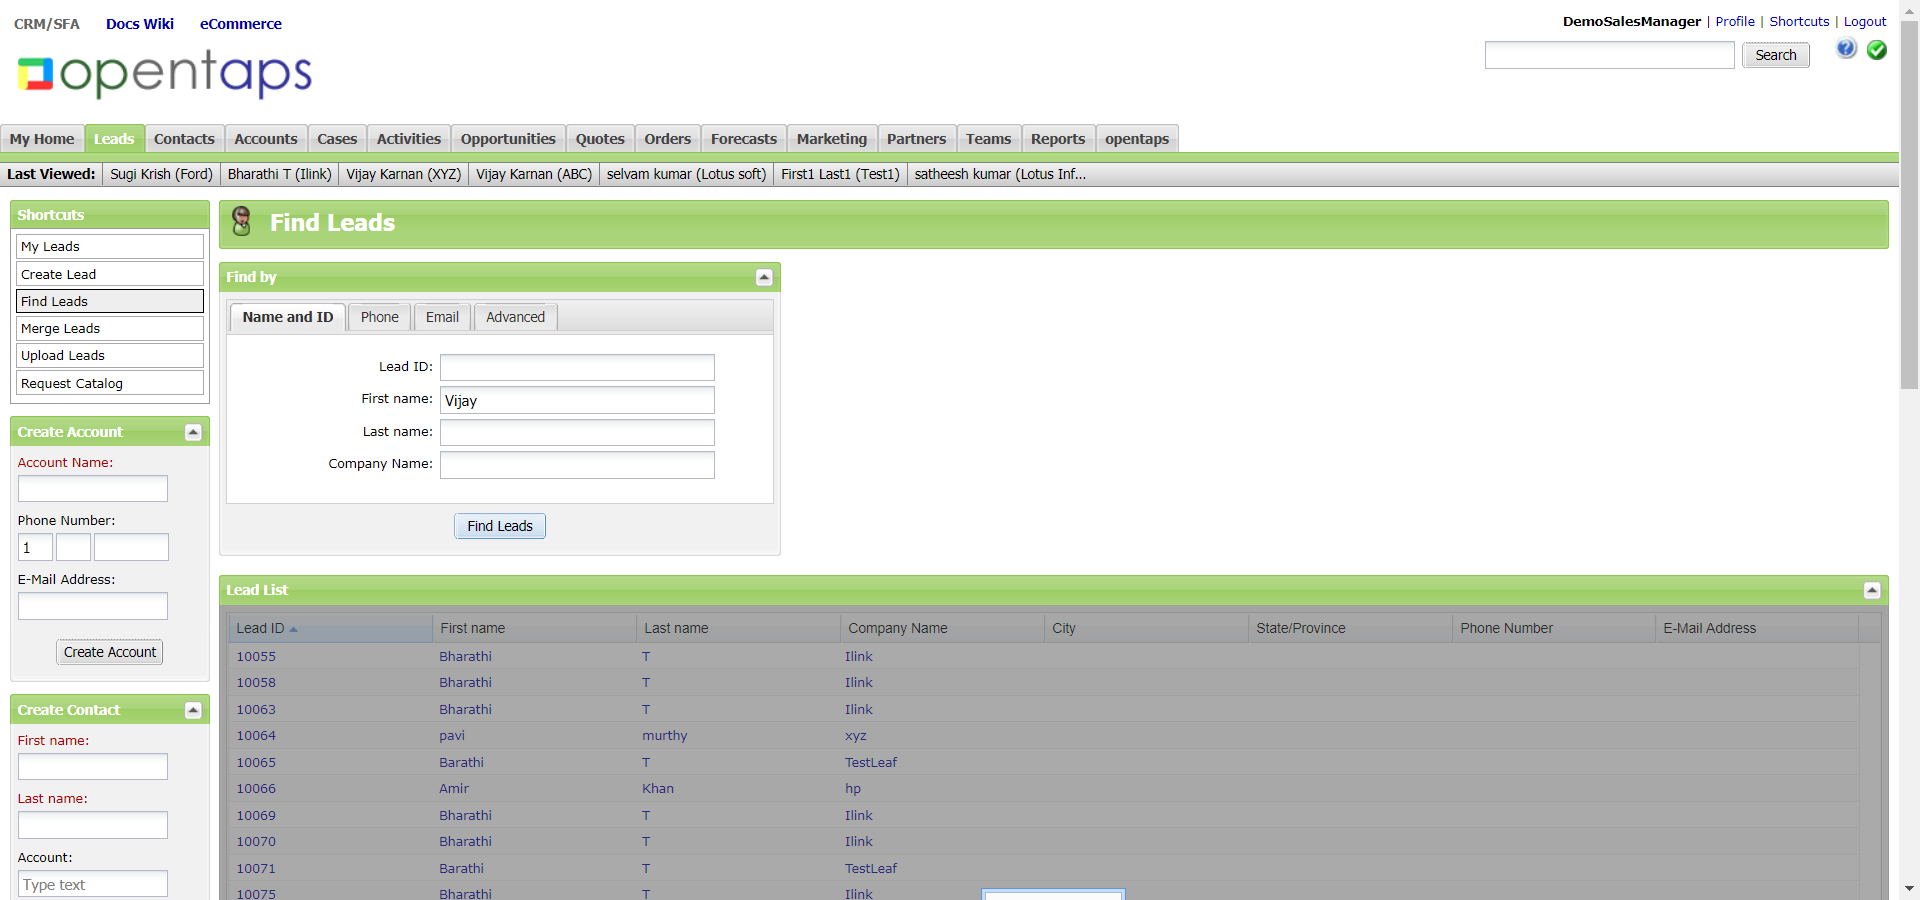 CRM/SFA Docs Wiki eCommerce
DemoSalesManager | Profile | Shortcuts | Logout
opentaps
Search
My Home Leads Contacts Accounts Cases Activities Opportunities Quotes Orders Forecasts Marketing Partners Teams Reports opentaps
Last Viewed: Sugi Krish (Ford) Bharathi T (Ilink) Vijay Karnan (XYZ) Vijay Karnan (ABC) selvam kumar (Lotus soft) First1 Last1 (Test1) satheesh kumar (Lotus Inf...
Shortcuts
My Leads
Create Lead
Find Leads
Merge Leads
Upload Leads
Request Catalog
Create Account
Account Name:
Phone Number:
1
E-Mail Address:
Create Account
Create Contact
First name:
Last name:
Account:
Type text
Find Leads
Find by
Name and ID Phone Email Advanced
Lead ID:
First name: Vijay
Last name:
Company Name:
Find Leads
Lead List
Lead ID First name Last name Company Name City State/Province Phone Number E-Mail Address
10055 Bharathi T Ilink
10058 Bharathi T Ilink
10063 Bharathi T Ilink
10064 pavi murthy xyz
10065 Barathi T TestLeaf
10066 Amir Khan hp
10069 Bharathi T Ilink
10070 Bharathi T Ilink
10071 Barathi T TestLeaf
10075 Bharathi T Ilink